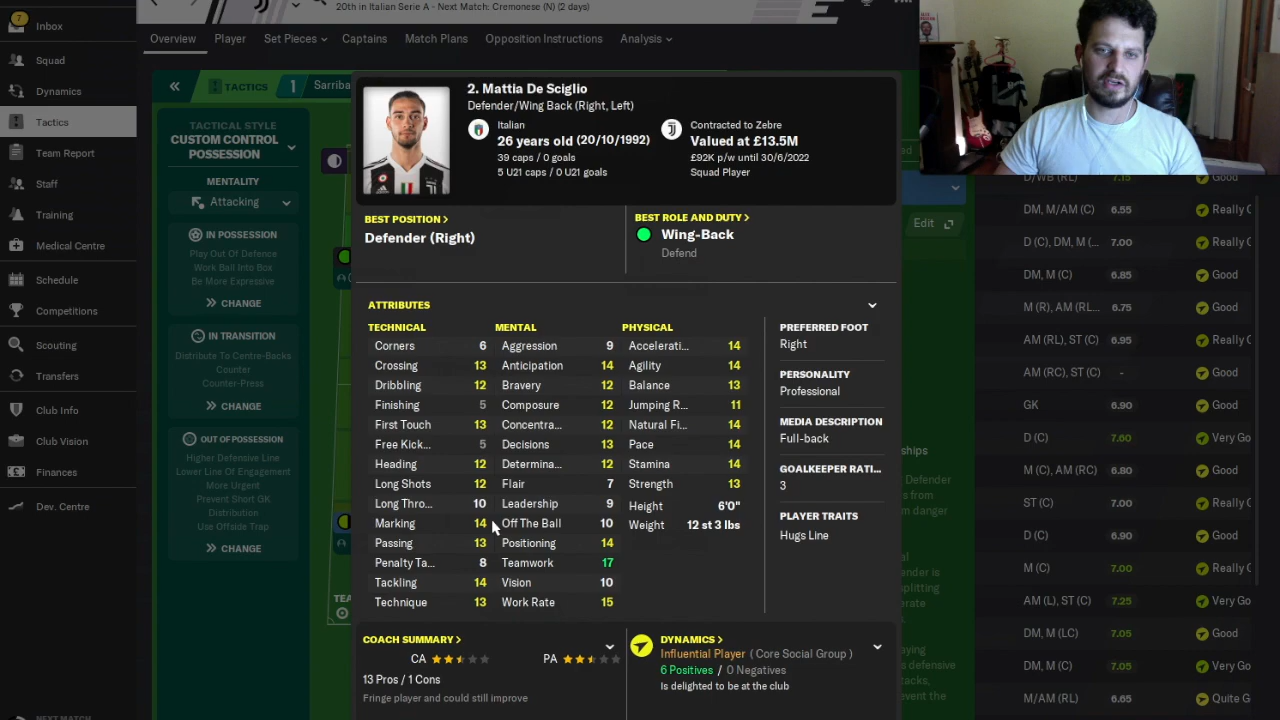 7
Inbox
20th in Italian Serie A - Next Match: Cremonese (N) (2 days)
Overview Player Set Pieces Captains Match Plans Opposition Instructions Analysis
Squad
Dynamics
Tactics
Team Report
Staff
Training
Medical Centre
Schedule
Competitions
Scouting
Transfers
Club Info
Club Vision
Finances
Dev. Centre
NEXT MATCH
TACTICS 1 Sarriba
TACTICAL STYLE
CUSTOM CONTROL
POSSESSION
MENTALITY
Attacking
IN POSSESSION
Play Out Of Defence
Work Ball Into Box
Be More Expressive
CHANGE
IN TRANSITION
Distribute To Centre-Backs
Counter
Counter-Press
CHANGE
OUT OF POSSESSION
Higher Defensive Line
Lower Line Of Engagement
More Urgent
Prevent Short GK
Distribution
Use Offside Trap
CHANGE
2. Mattia De Sciglio
Defender/Wing Back (Right, Left)
Italian
26 years old (20/10/1992)
39 caps / 0 goals
5 U21 caps / 0 U21 goals
Contracted to Zebre
Valued at £13.5M
£92K p/w until 30/6/2022
Squad Player
BEST POSITION >
Defender (Right)
BEST ROLE AND DUTY >
Wing-Back
Defend
ATTRIBUTES
TECHNICAL MENTAL PHYSICAL
Corners 6 Aggression 9 Accelerati... 14
Crossing 13 Anticipation 14 Agility 14
Dribbling 12 Bravery 12 Balance 13
Finishing 5 Composure 12 Jumping R... 11
First Touch 13 Concentra... 12 Natural Fi... 14
Free Kick... 5 Decisions 13 Pace 14
Heading 12 Determina... 12 Stamina 14
Long Shots 12 Flair 7 Strength 13
Long Thro... 10 Leadership 9 Height 6'0"
Marking 14 Off The Ball 10 Weight 12 st 3 lbs
Passing 13 Positioning 14
Penalty Ta... 8 Teamwork 17
Tackling 14 Vision 10
Technique 13 Work Rate 15
PREFERRED FOOT
Right
PERSONALITY
Professional
MEDIA DESCRIPTION
Full-back
GOALKEEPER RATI...
3
PLAYER TRAITS
Hugs Line
COACH SUMMARY >
CA PA
13 Pros / 1 Cons
Fringe player and could still improve
DYNAMICS >
Influential Player ( Core Social Group )
6 Positives / 0 Negatives
Is delighted to be at the club
Edit
D/WB (RL) 7.15 Good
DM, M/AM (C) 6.55 Really G
D (C), DM, M (... 7.00 Really G
DM, M (C) 6.85 Good
M (R), AM (RL... 6.75 Good
AM (RL), ST (C) 6.95 Really G
AM (RC), ST (C) - Good
GK 6.90 Good
D (C) 7.60 Very Go
M (C), AM (RC) 6.80 Good
ST (C) 7.00 Really G
D (C) 6.90 Good
M (C) 7.00 Really G
AM (L), ST (C) 7.25 Very Go
DM, M (LC) 7.05 Good
DM, M (C) 7.05 Really G
M/AM (RL) 6.65 Quite G